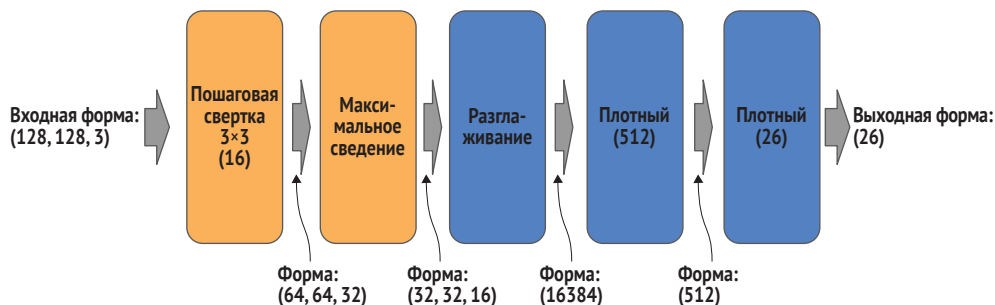 Входная форма:
(128, 128, 3)
Пошаговая
свертка
3×3
(16)
Макси-
мальное
сведение
Разгла-
живание
Плотный
(512)
Плотный
(26)
Выходная форма:
(26)
Форма:
(64, 64, 32)
Форма:
(32, 32, 16)
Форма:
(16384)
Форма:
(512)